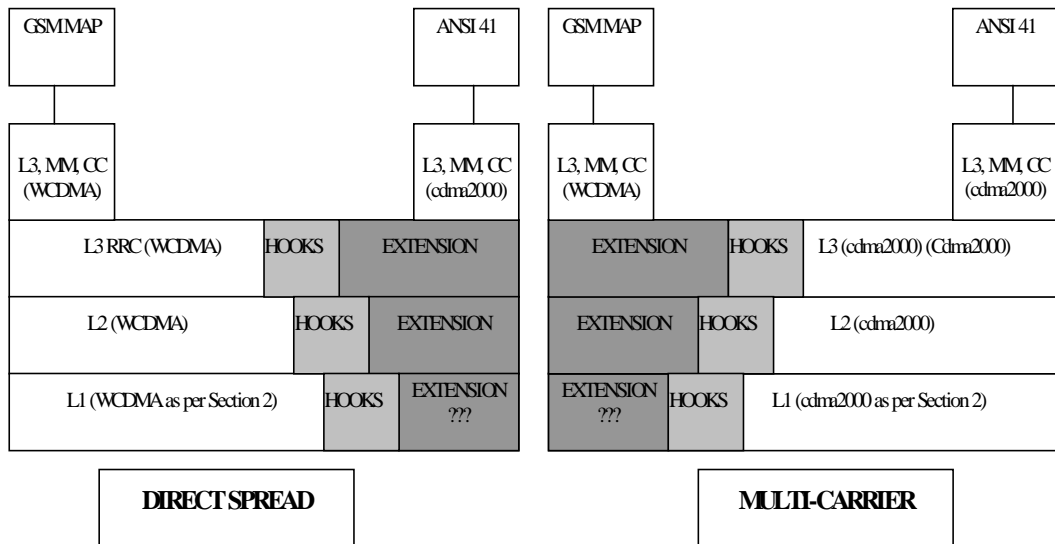 GSM MAP
ANSI 41
GSM MAP
ANSI 41
L3, MM, CC
(WCDMA)
L3, MM, CC
(cdma2000)
L3, MM, CC
(WCDMA)
L3, MM, CC
(cdma2000)
L3 RRC (WCDMA)
HOOKS
EXTENSION
EXTENSION
HOOKS
L3 (cdma2000) (Cdma2000)
L2 (WCDMA)
HOOKS
EXTENSION
EXTENSION
HOOKS
L2 (cdma2000)
L1 (WCDMA as per Section 2)
HOOKS
EXTENSION
???
EXTENSION
???
HOOKS
L1 (cdma2000 as per Section 2)
DIRECT SPREAD
MULTI-CARRIER